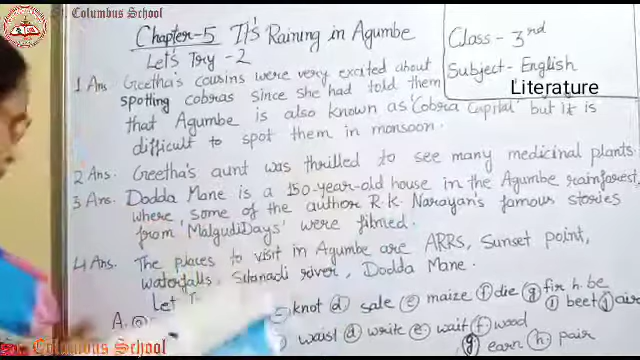 St. Columbus School
Chapter-5 It's Raining in Agumbe
Class - 3rd
Let's Try - 2
Subject - English
Literature
1 Ans Geetha's cousins were very excited about
spotting cobras since she had told them
that Agumbe is also known as 'Cobra Capital' but it is
difficult to spot them in monsoon.
2 Ans. Geetha's aunt was thrilled to see many medicinal plants.
3 Ans. Dodda Mane is a 150-year-old house in the Agumbe rainforest,
where some of the author R.K. Narayan's famous stories
from 'Malgudi Days' were filmed.
4 Ans. The places to visit in Agumbe are ARRS, Sunset point,
waterfalls, Sitanadi river, Dodda Mane.
Let
A. a knot d sale e maize f die g fir h. be
i beet j air
waist d write e wait f wood
g earn h pair
St. Columbus School